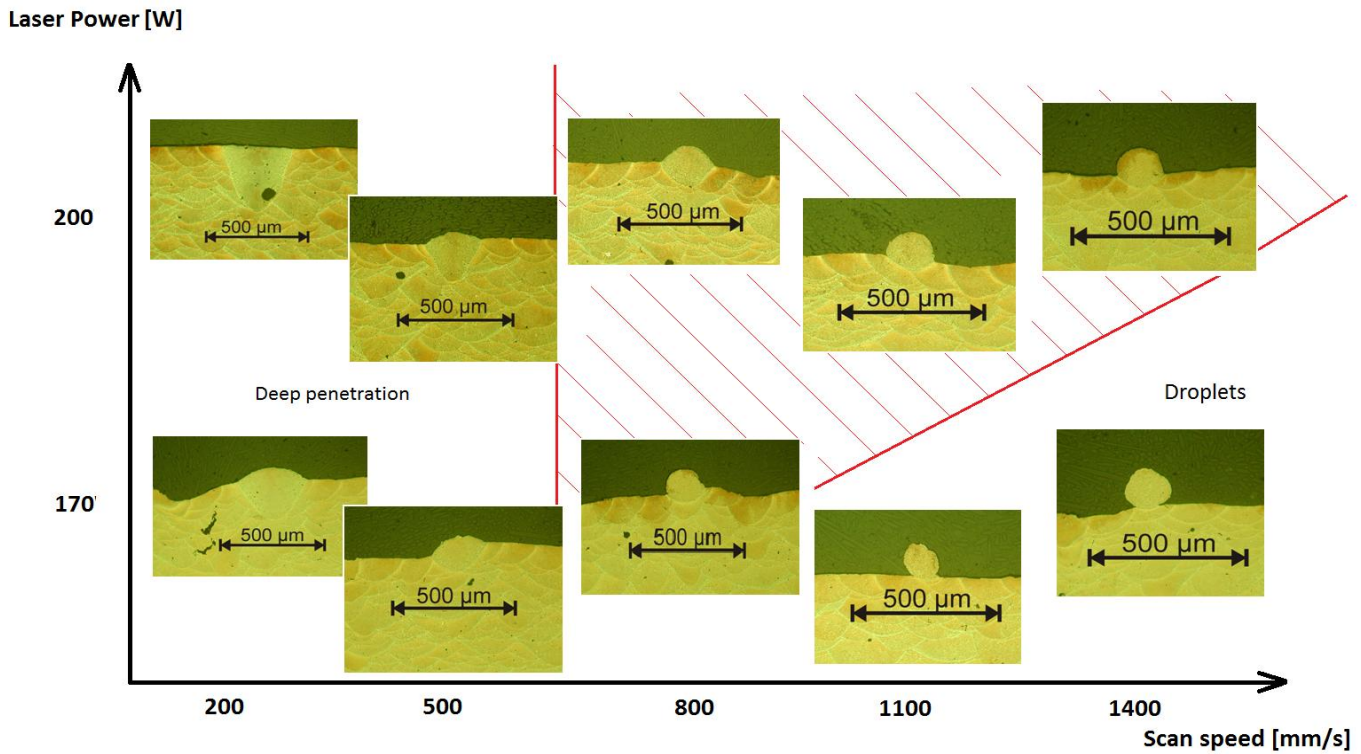 Laser Power [W]
200
500 µm
500 µm
500 µm
500 µm
500 µm
Deep penetration
Droplets
170'
500 µm
500 µm
500 µm
500 µm
500 µm
200
500
800
1100
1400
Scan speed [mm/s]